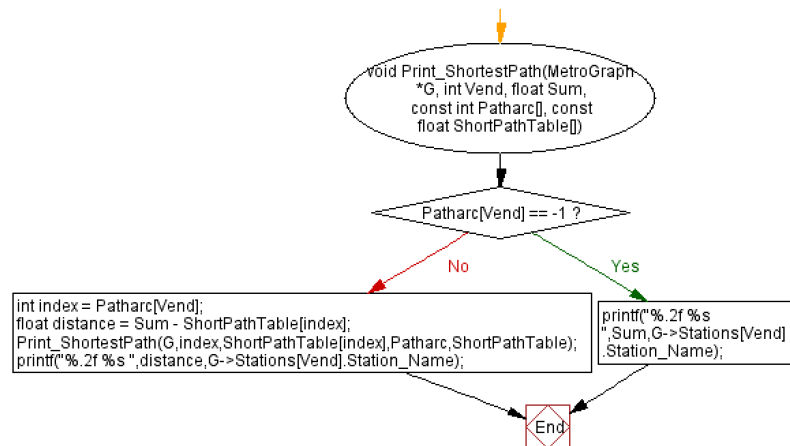 void Print_ShortestPath(MetroGraph
*G, int Vend, float Sum,
const int Patharc[], const
float ShortPathTable[])
Patharc[Vend] == -1 ?
No
Yes
int index = Patharc[Vend];
float distance = Sum - ShortPathTable[index];
Print_ShortestPath(G,index,ShortPathTable[index],Patharc,ShortPathTable);
printf("%.2f %s ",distance,G->Stations[Vend].Station_Name);
printf("%.2f %s
",Sum,G->Stations[Vend]
.Station_Name);
End